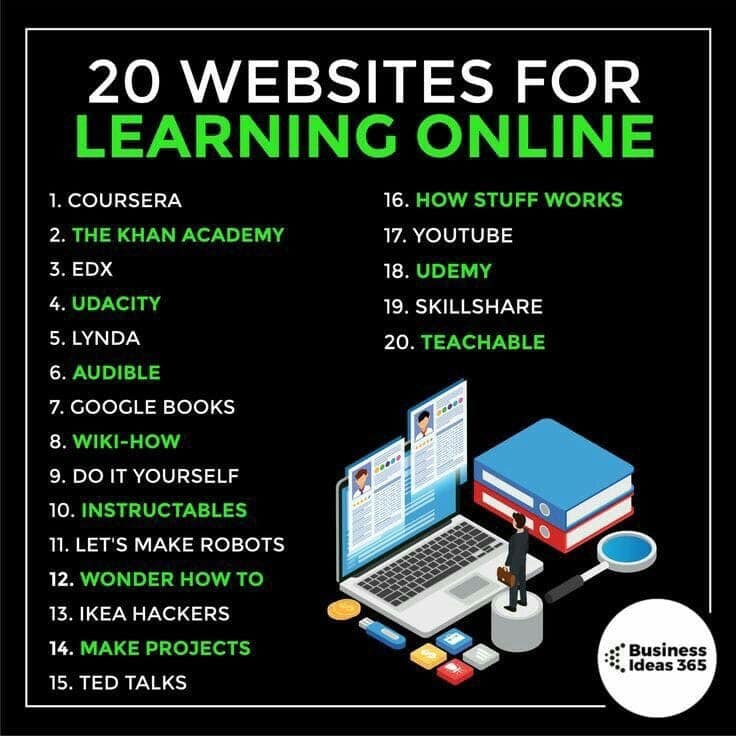 20 WEBSITES FOR
LEARNING ONLINE
1. COURSERA
2. THE KHAN ACADEMY
3. EDX
4. UDACITY
5. LYNDA
6. AUDIBLE
7. GOOGLE BOOKS
8. WIKI-HOW
9. DO IT YOURSELF
10. INSTRUCTABLES
11. LET'S MAKE ROBOTS
12. WONDER HOW TO
13. IKEA HACKERS
14. MAKE PROJECTS
15. TED TALKS
16. HOW STUFF WORKS
17. YOUTUBE
18. UDEMY
19. SKILLSHARE
20. TEACHABLE
Business
Ideas 365